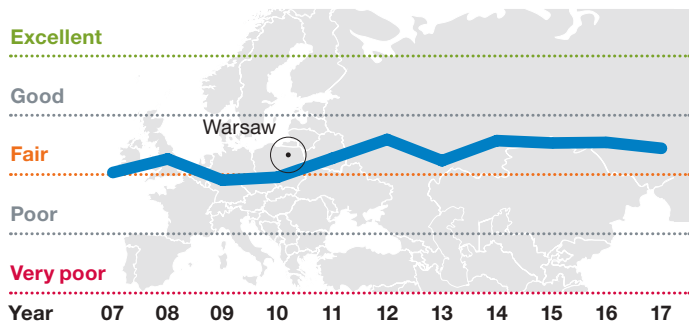 Excellent
Good
Warsaw
Fair
Poor
Very poor
Year 07 08 09 10 11 12 13 14 15 16 17